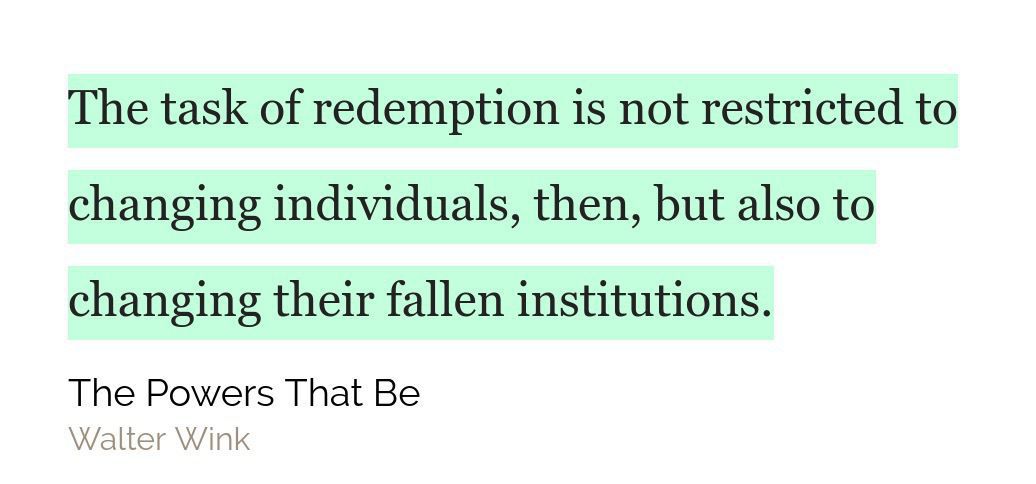 The task of redemption is not restricted to
changing individuals, then, but also to
changing their fallen institutions.
The Powers That Be
Walter Wink